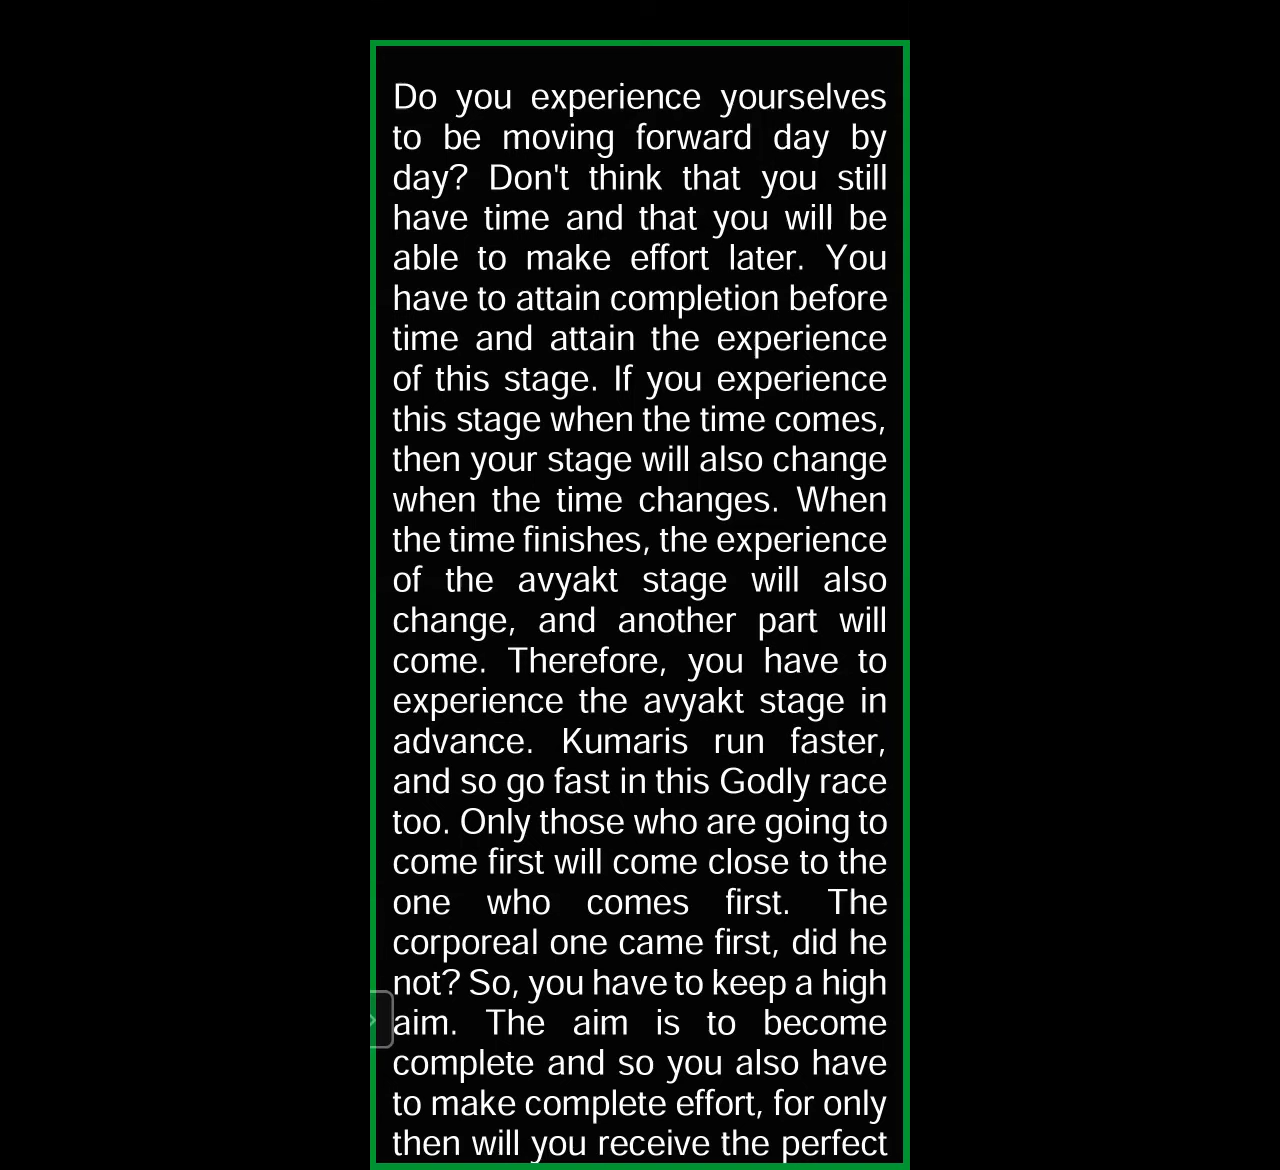 Do you experience yourselves
to be moving forward day by
day? Don't think that you still
have time and that you will be
able to make effort later. You
have to attain completion before
time and attain the experience
of this stage. If you experience
this stage when the time comes,
then your stage will also change
when the time changes. When
the time finishes, the experience
of the avyakt stage will also
change, and another part will
come. Therefore, you have to
experience the avyakt stage in
advance. Kumaris run faster,
and so go fast in this Godly race
too. Only those who are going to
come first will come close to the
one who comes first. The
corporeal one came first, did he
not? So, you have to keep a high
aim. The aim is to become
complete and so you also have
to make complete effort, for only
then will you receive the perfect